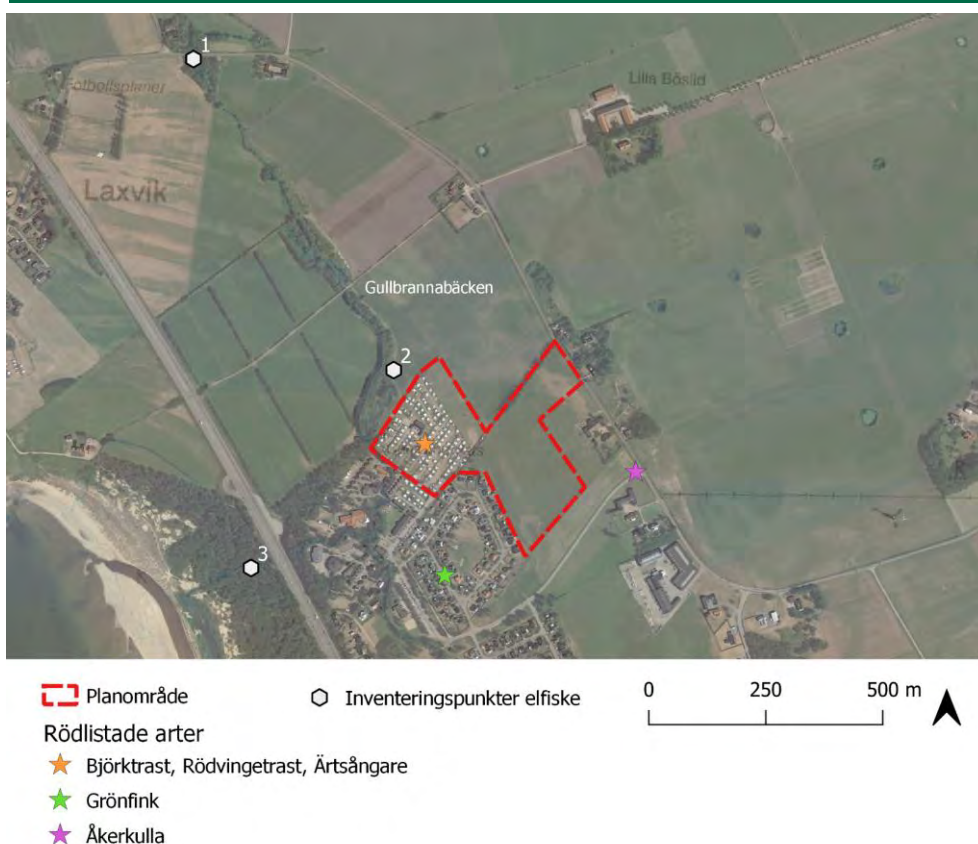 1
Fotbollsplaner
Lilla Böslid
Laxvik
Gullbrannabäcken
2
3
Planområde
Inventeringspunkter elfiske
0 250 500 m
Rödlistade arter
Björktrast, Rödvingetrast, Ärtsångare
Grönfink
Åkerkulla